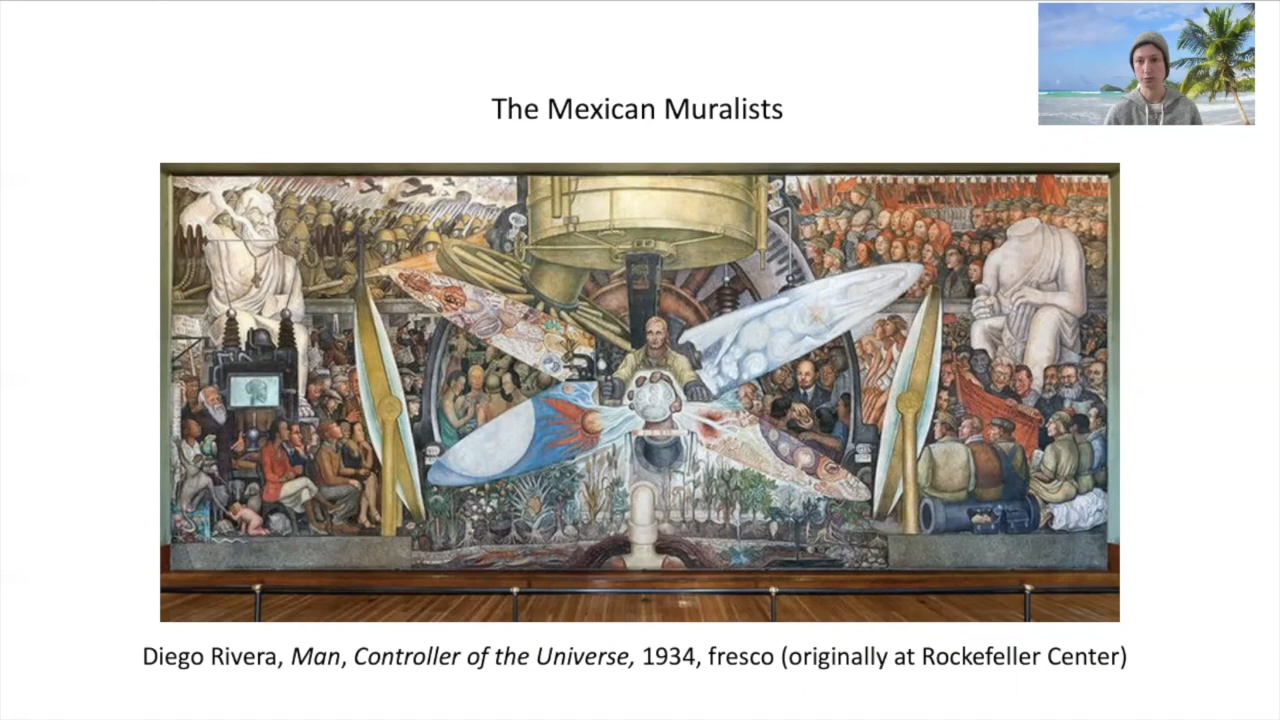 The Mexican Muralists
Diego Rivera, Man, Controller of the Universe, 1934, fresco (originally at Rockefeller Center)